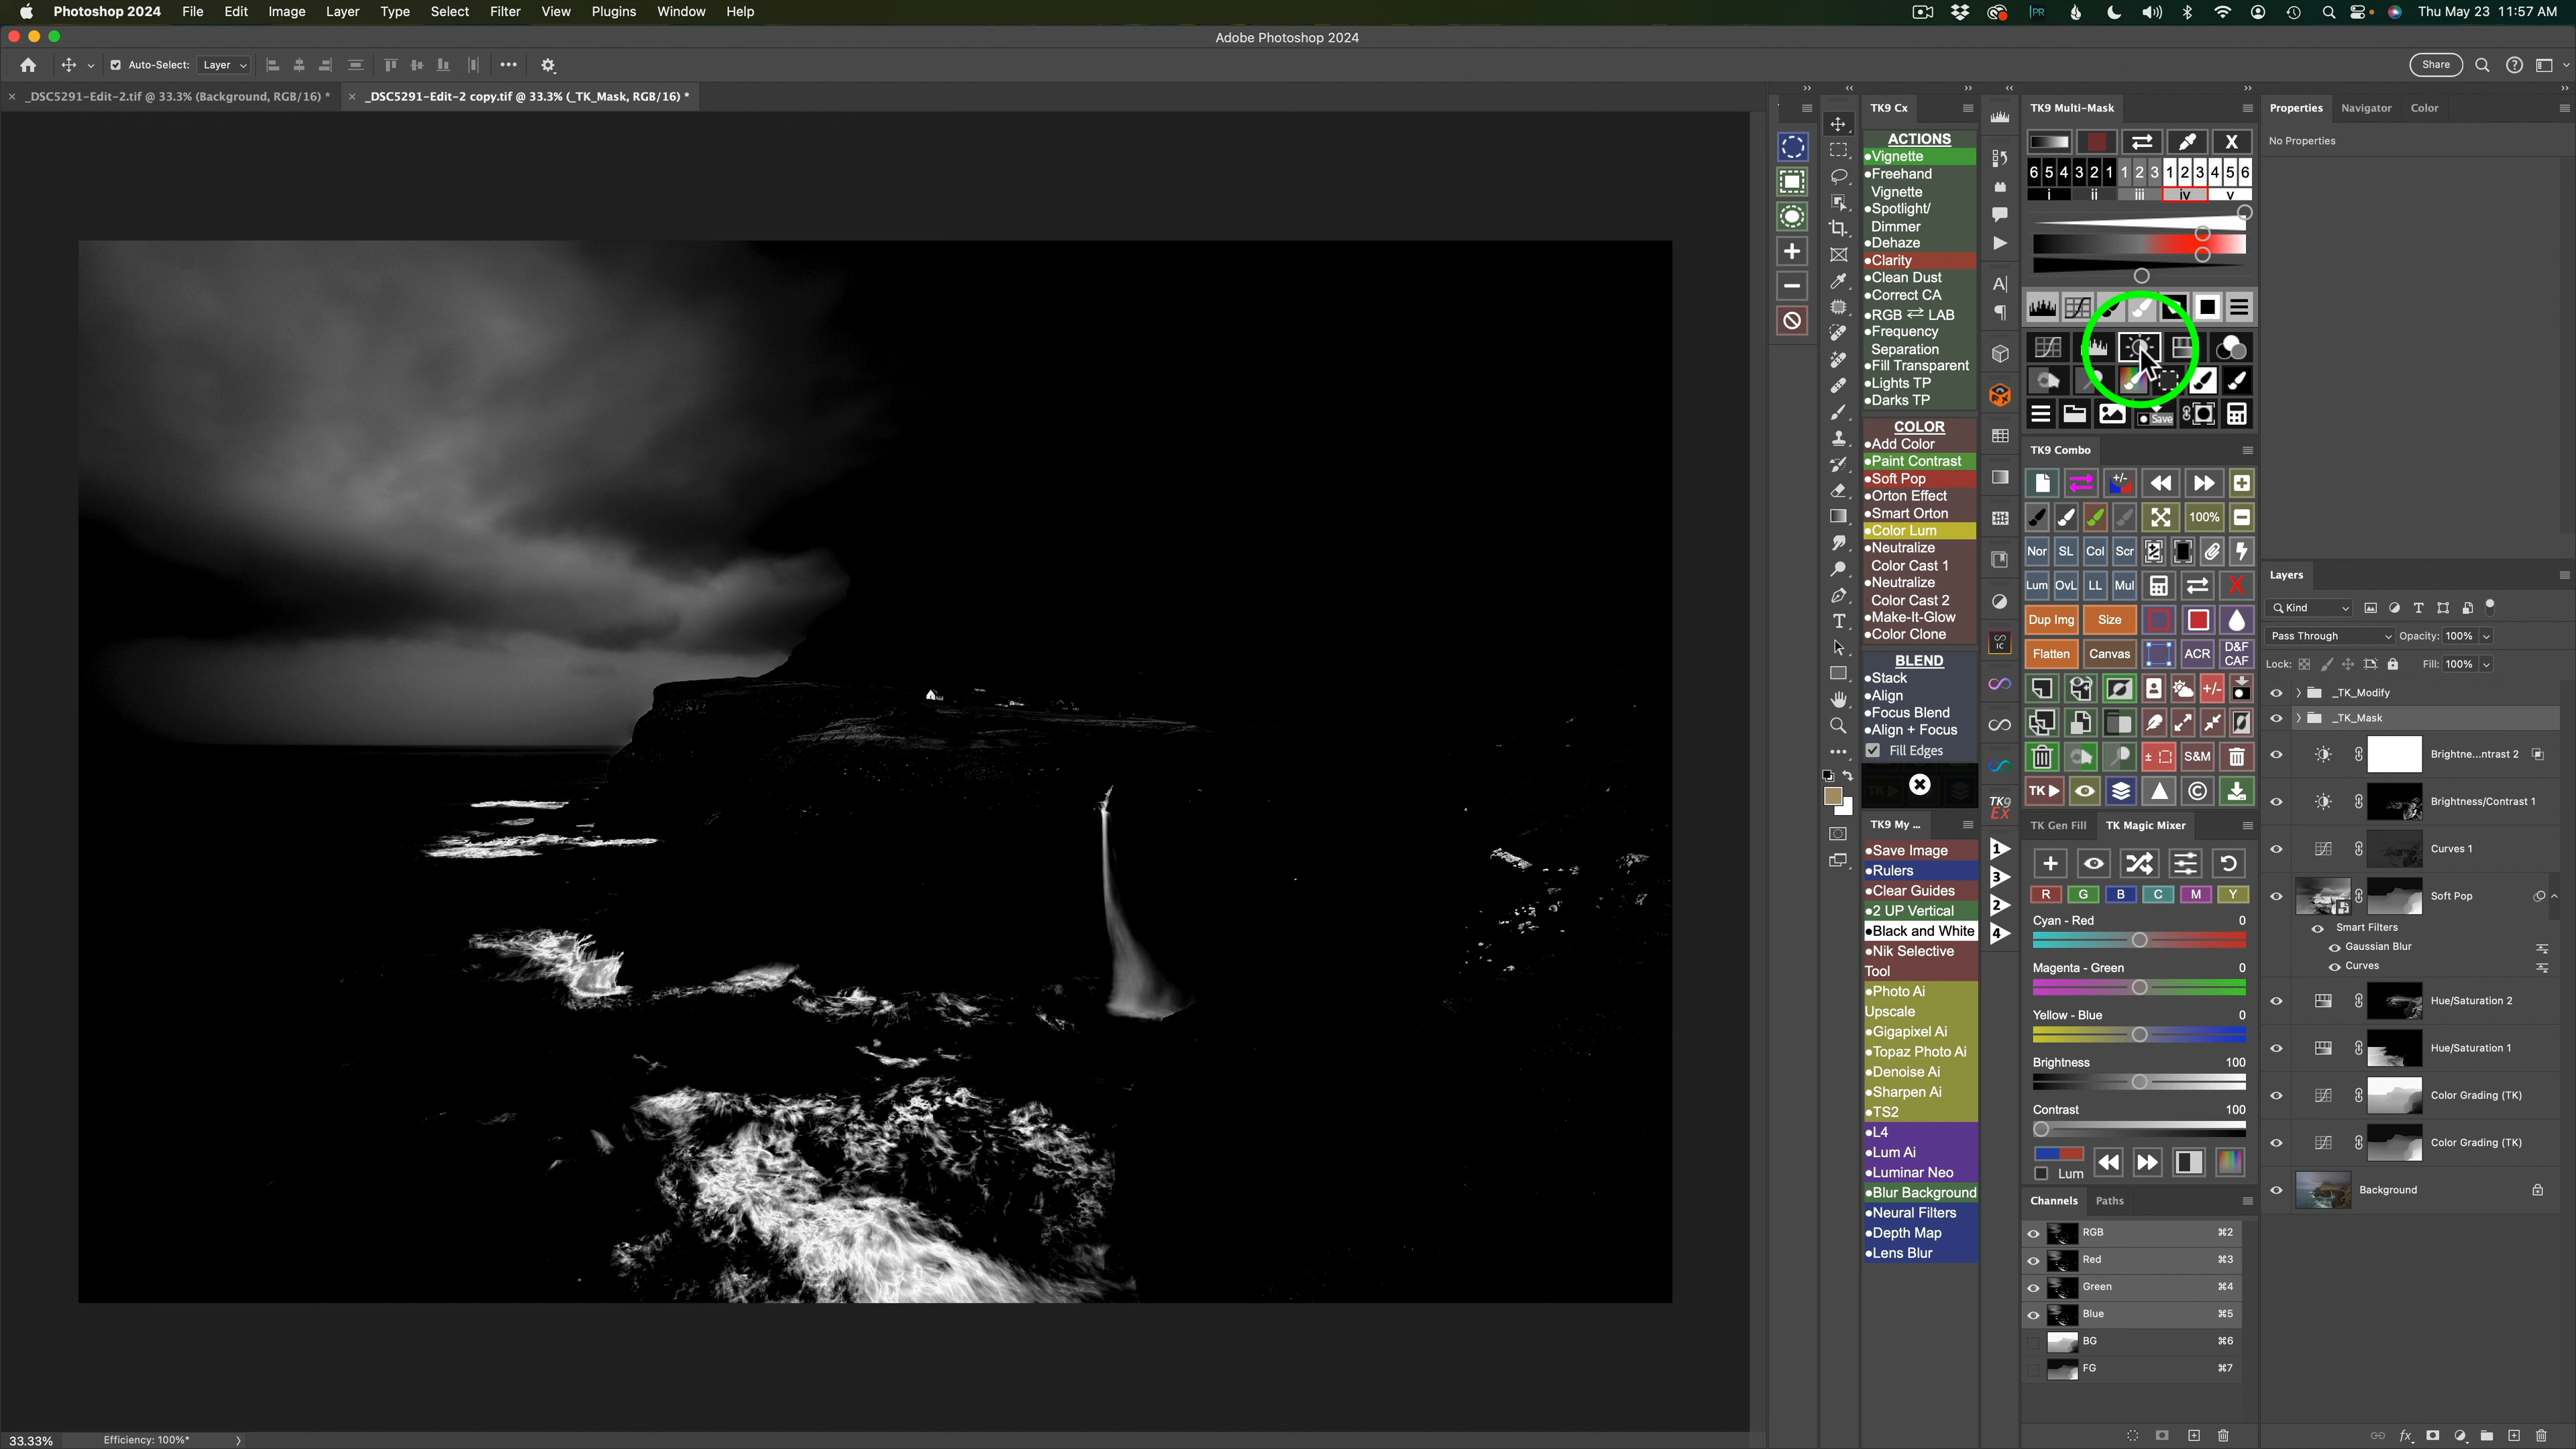 Photoshop 2024 File Edit Image Layer Type Select Filter View Plugins Window Help
Thu May 23 11:57 AM
Adobe Photoshop 2024
Auto-Select: Layer
Share
_DSC5291-Edit-2.tif @ 33.3% (Background, RGB/16) *
_DSC5291-Edit-2 copy.tif @ 33.3% (_TK_Mask, RGB/16) *
33.33% Efficiency: 100%*
TK9 Cx
ACTIONS
•Vignette
•Freehand
Vignette
•Spotlight/
Dimmer
•Dehaze
•Clarity
•Clean Dust
•Correct CA
•RGB ⇄ LAB
•Frequency
Separation
•Fill Transparent
•Lights TP
•Darks TP
COLOR
•Add Color
•Paint Contrast
•Soft Pop
•Orton Effect
•Smart Orton
•Color Lum
•Neutralize
Color Cast 1
•Neutralize
Color Cast 2
•Make-It-Glow
•Color Clone
BLEND
•Stack
•Align
•Focus Blend
•Align + Focus
Fill Edges
TK9 My ...
•Save Image
•Rulers
•Clear Guides
•2 UP Vertical
•Black and White
•Nik Selective
Tool
•Photo Ai
Upscale
•Gigapixel Ai
•Topaz Photo Ai
•Denoise Ai
•Sharpen Ai
•TS2
•L4
•Lum Ai
•Luminar Neo
•Blur Background
•Neural Filters
•Depth Map
•Lens Blur
TK9
EX
1
3
2
4
TK9 Multi-Mask
X
6 5 4 3 2 1 1 2 3 1 2 3 4 5 6
i ii iii iv v
Save
TK9 Combo
+/-
100%
Nor SL Col Scr
Lum OvL LL Mul X
Dup Img Size
Flatten Canvas ACR D&F
CAF
+/-
S&M
TK
TK Gen Fill TK Magic Mixer
R G B C M Y
Cyan - Red 0
Magenta - Green 0
Yellow - Blue 0
Brightness 100
Contrast 100
Lum
Channels Paths
RGB ⌘2
Red ⌘3
Green ⌘4
Blue ⌘5
BG ⌘6
FG ⌘7
Properties Navigator Color
No Properties
Layers
Kind
Pass Through Opacity: 100%
Lock: Fill: 100%
_TK_Modify
_TK_Mask
Brightne...ntrast 2
Brightness/Contrast 1
Curves 1
Soft Pop
Smart Filters
Gaussian Blur
Curves
Hue/Saturation 2
Hue/Saturation 1
Color Grading (TK)
Color Grading (TK)
Background
fx